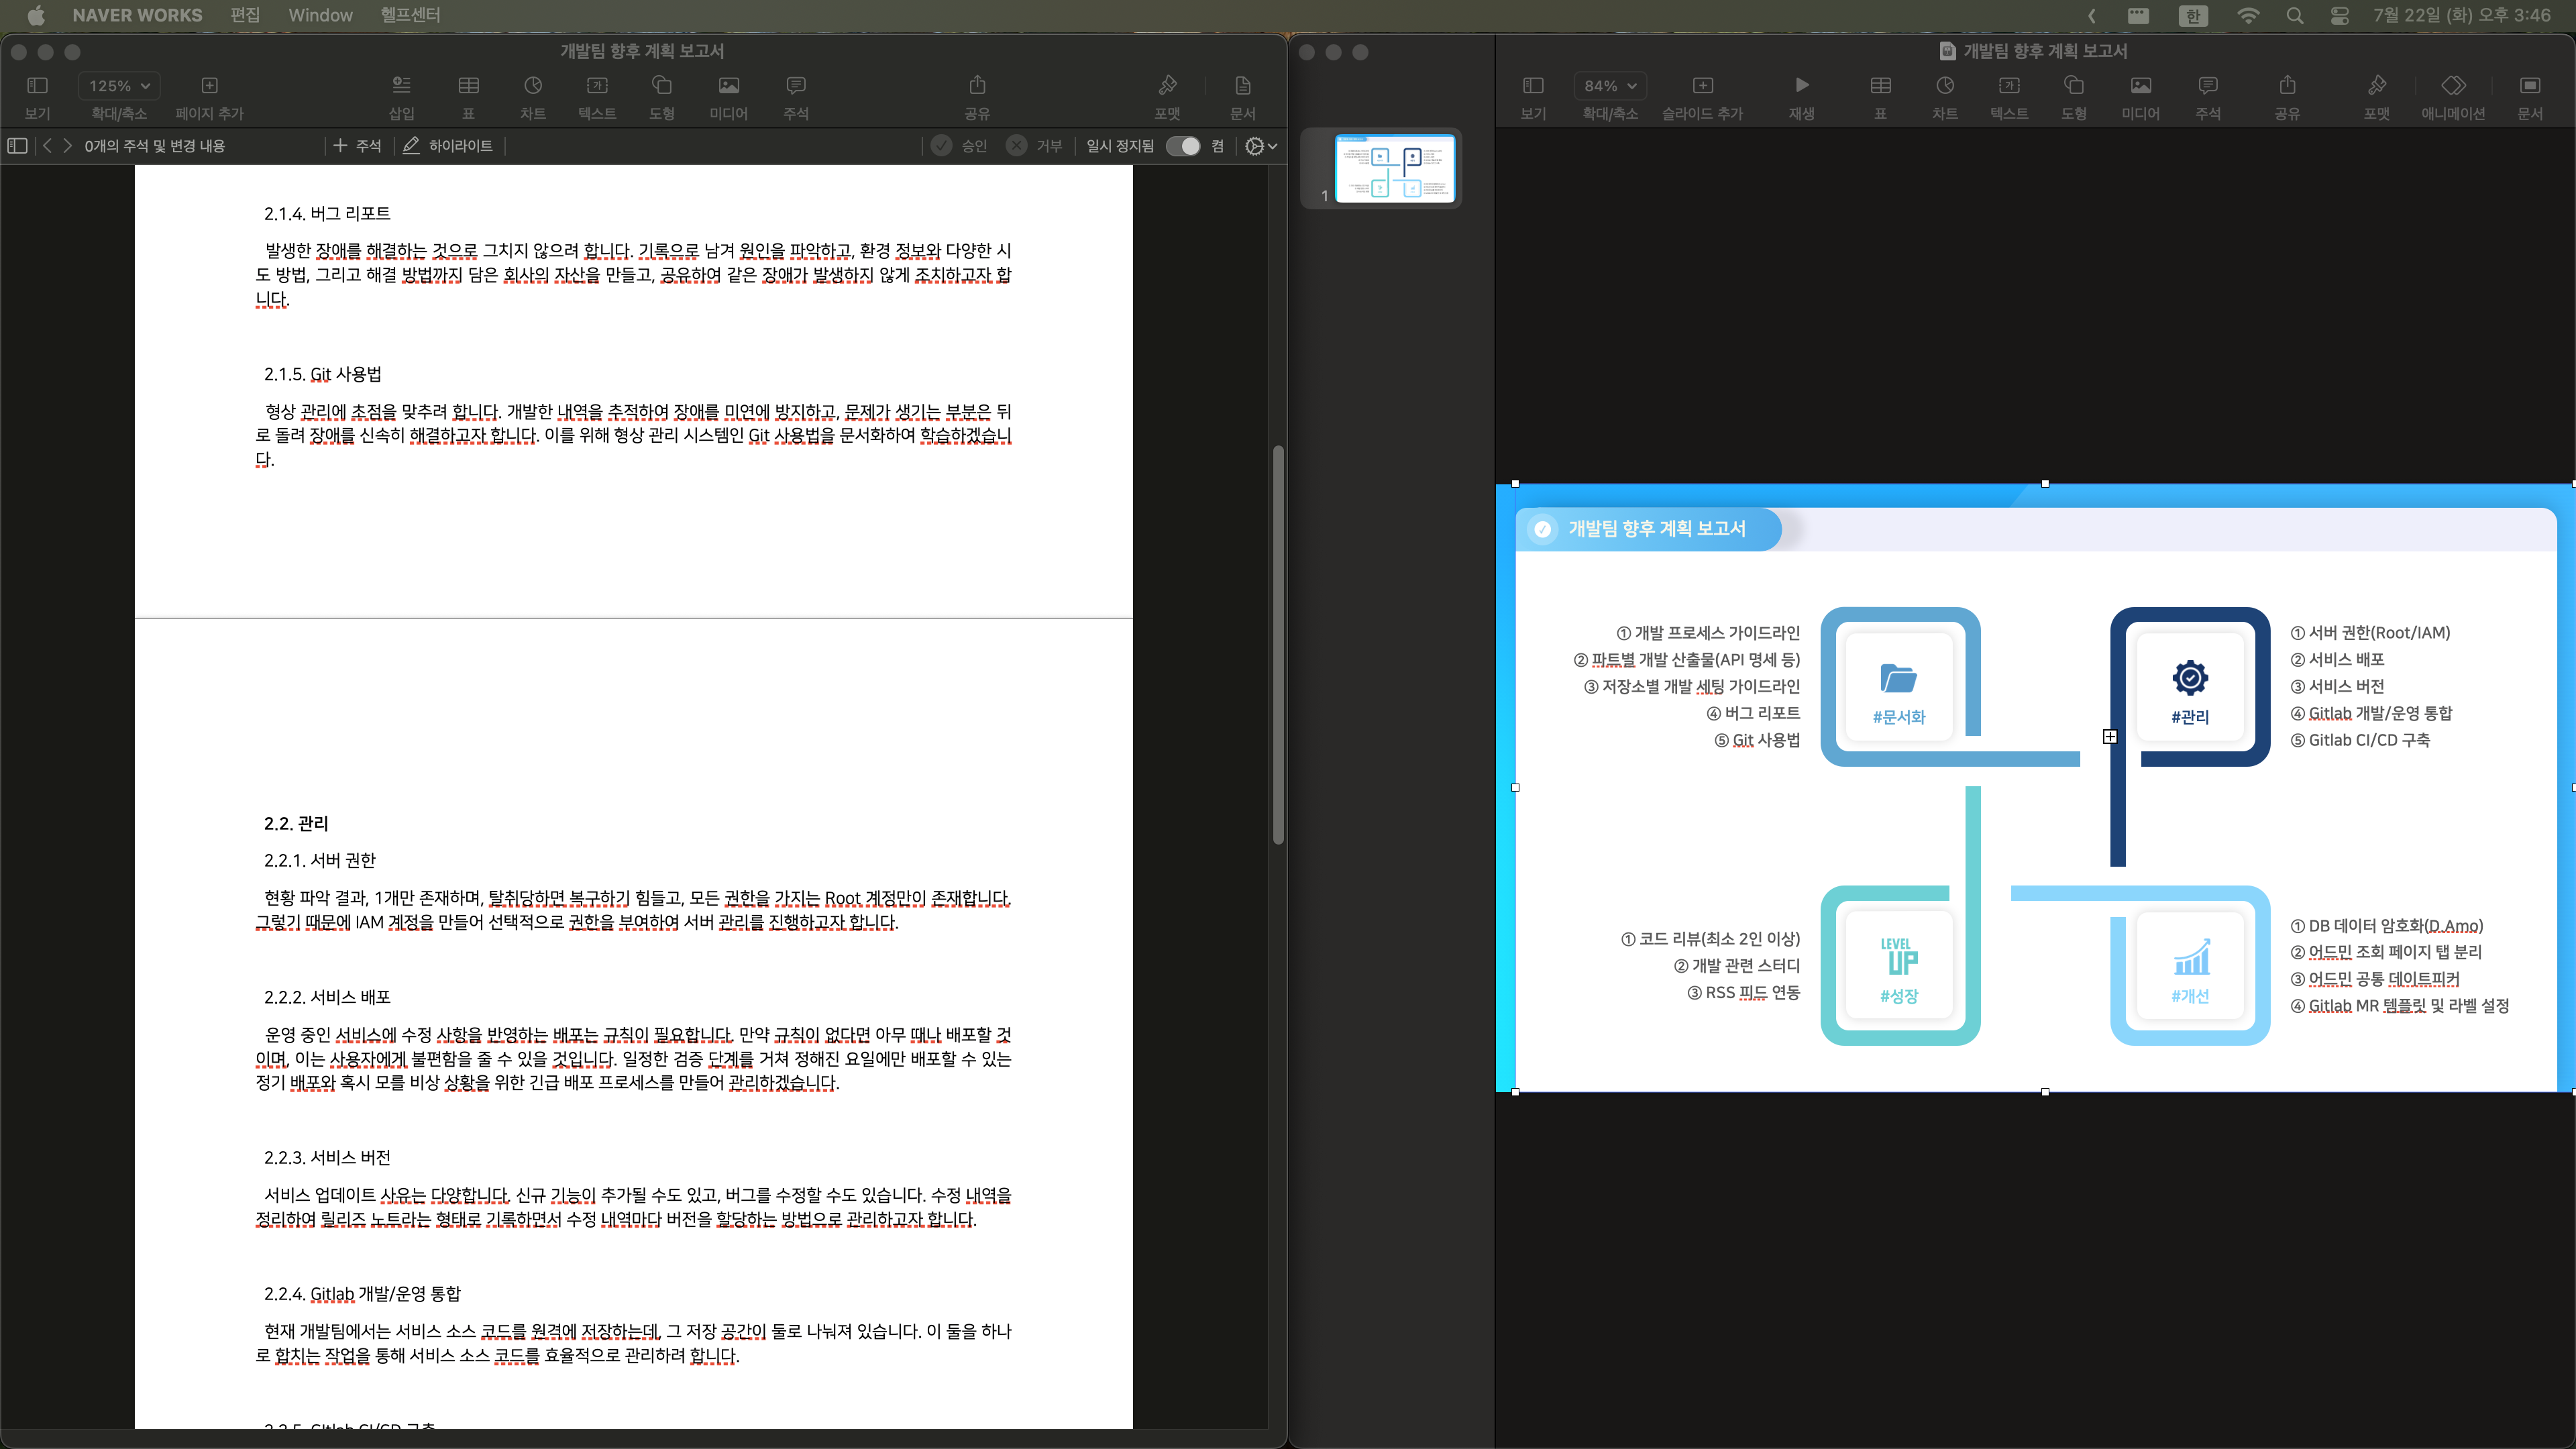 NAVER WORKS 편집 Window 헬프센터
한 7월 22일 (화) 오후 3:46
개발팀 향후 계획 보고서
125%
보기 확대/축소 페이지 추가 삽입 표 차트 텍스트 도형 미디어 주석 공유 포맷 문서
0개의 주석 및 변경 내용 주석 하이라이트 승인 거부 일시 정지됨 켬
2.1.4. 버그 리포트
발생한 장애를 해결하는 것으로 그치지 않으려 합니다. 기록으로 남겨 원인을 파악하고, 환경 정보와 다양한 시
도 방법, 그리고 해결 방법까지 담은 회사의 자산을 만들고, 공유하여 같은 장애가 발생하지 않게 조치하고자 합
니다.
2.1.5. Git 사용법
형상 관리에 초점을 맞추려 합니다. 개발한 내역을 추적하여 장애를 미연에 방지하고, 문제가 생기는 부분은 뒤
로 돌려 장애를 신속히 해결하고자 합니다. 이를 위해 형상 관리 시스템인 Git 사용법을 문서화하여 학습하겠습니
다.
2.2. 관리
2.2.1. 서버 권한
현황 파악 결과, 1개만 존재하며, 탈취당하면 복구하기 힘들고, 모든 권한을 가지는 Root 계정만이 존재합니다.
그렇기 때문에 IAM 계정을 만들어 선택적으로 권한을 부여하여 서버 관리를 진행하고자 합니다.
2.2.2. 서비스 배포
운영 중인 서비스에 수정 사항을 반영하는 배포는 규칙이 필요합니다. 만약 규칙이 없다면 아무 때나 배포할 것
이며, 이는 사용자에게 불편함을 줄 수 있을 것입니다. 일정한 검증 단계를 거쳐 정해진 요일에만 배포할 수 있는
정기 배포와 혹시 모를 비상 상황을 위한 긴급 배포 프로세스를 만들어 관리하겠습니다.
2.2.3. 서비스 버전
서비스 업데이트 사유는 다양합니다. 신규 기능이 추가될 수도 있고, 버그를 수정할 수도 있습니다. 수정 내역을
정리하여 릴리즈 노트라는 형태로 기록하면서 수정 내역마다 버전을 할당하는 방법으로 관리하고자 합니다.
2.2.4. Gitlab 개발/운영 통합
현재 개발팀에서는 서비스 소스 코드를 원격에 저장하는데, 그 저장 공간이 둘로 나눠져 있습니다. 이 둘을 하나
로 합치는 작업을 통해 서비스 소스 코드를 효율적으로 관리하려 합니다.
2.2.5. Gitlab CI/CD 구축
개발팀 향후 계획 보고서
84%
보기 확대/축소 슬라이드 추가 재생 표 차트 텍스트 도형 미디어 주석 공유 포맷 애니메이션 문서
1
개발팀 향후 계획 보고서
① 개발 프로세스 가이드라인
② 파트별 개발 산출물(API 명세 등)
③ 저장소별 개발 세팅 가이드라인
④ 버그 리포트
⑤ Git 사용법
#문서화
#관리
① 서버 권한(Root/IAM)
② 서비스 배포
③ 서비스 버전
④ Gitlab 개발/운영 통합
⑤ Gitlab CI/CD 구축
① 코드 리뷰(최소 2인 이상)
② 개발 관련 스터디
③ RSS 피드 연동
LEVEL
UP
#성장
#개선
① DB 데이터 암호화(D.Amo)
② 어드민 조회 페이지 탭 분리
③ 어드민 공통 데이트피커
④ Gitlab MR 템플릿 및 라벨 설정